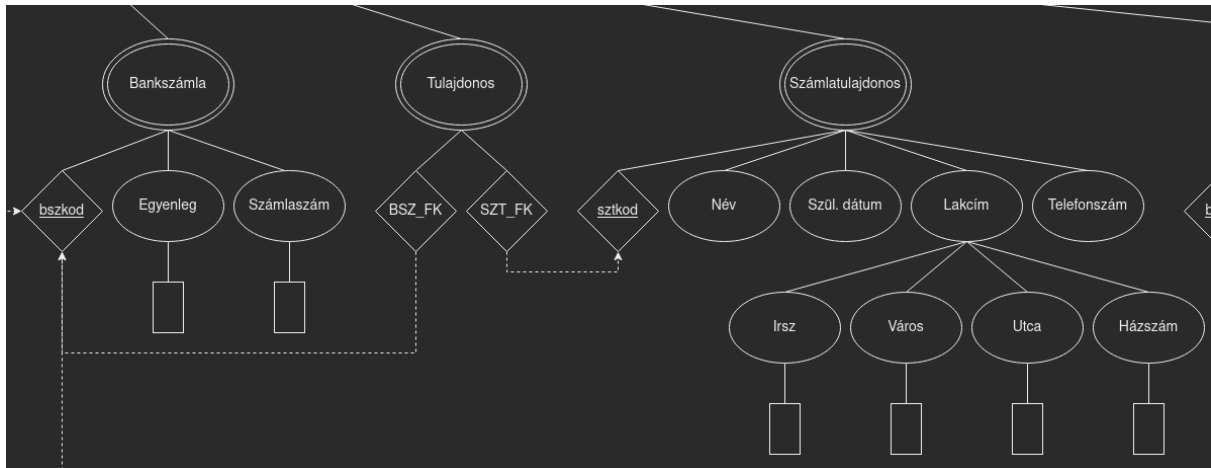 Bankszámla
Tulajdonos
Számlatulajdonos
bszkod
Egyenleg
Számlaszám
BSZ_FK
SZT_FK
sztkod
Név
Szül. dátum
Lakcím
Telefonszám
Irsz
Város
Utca
Házszám